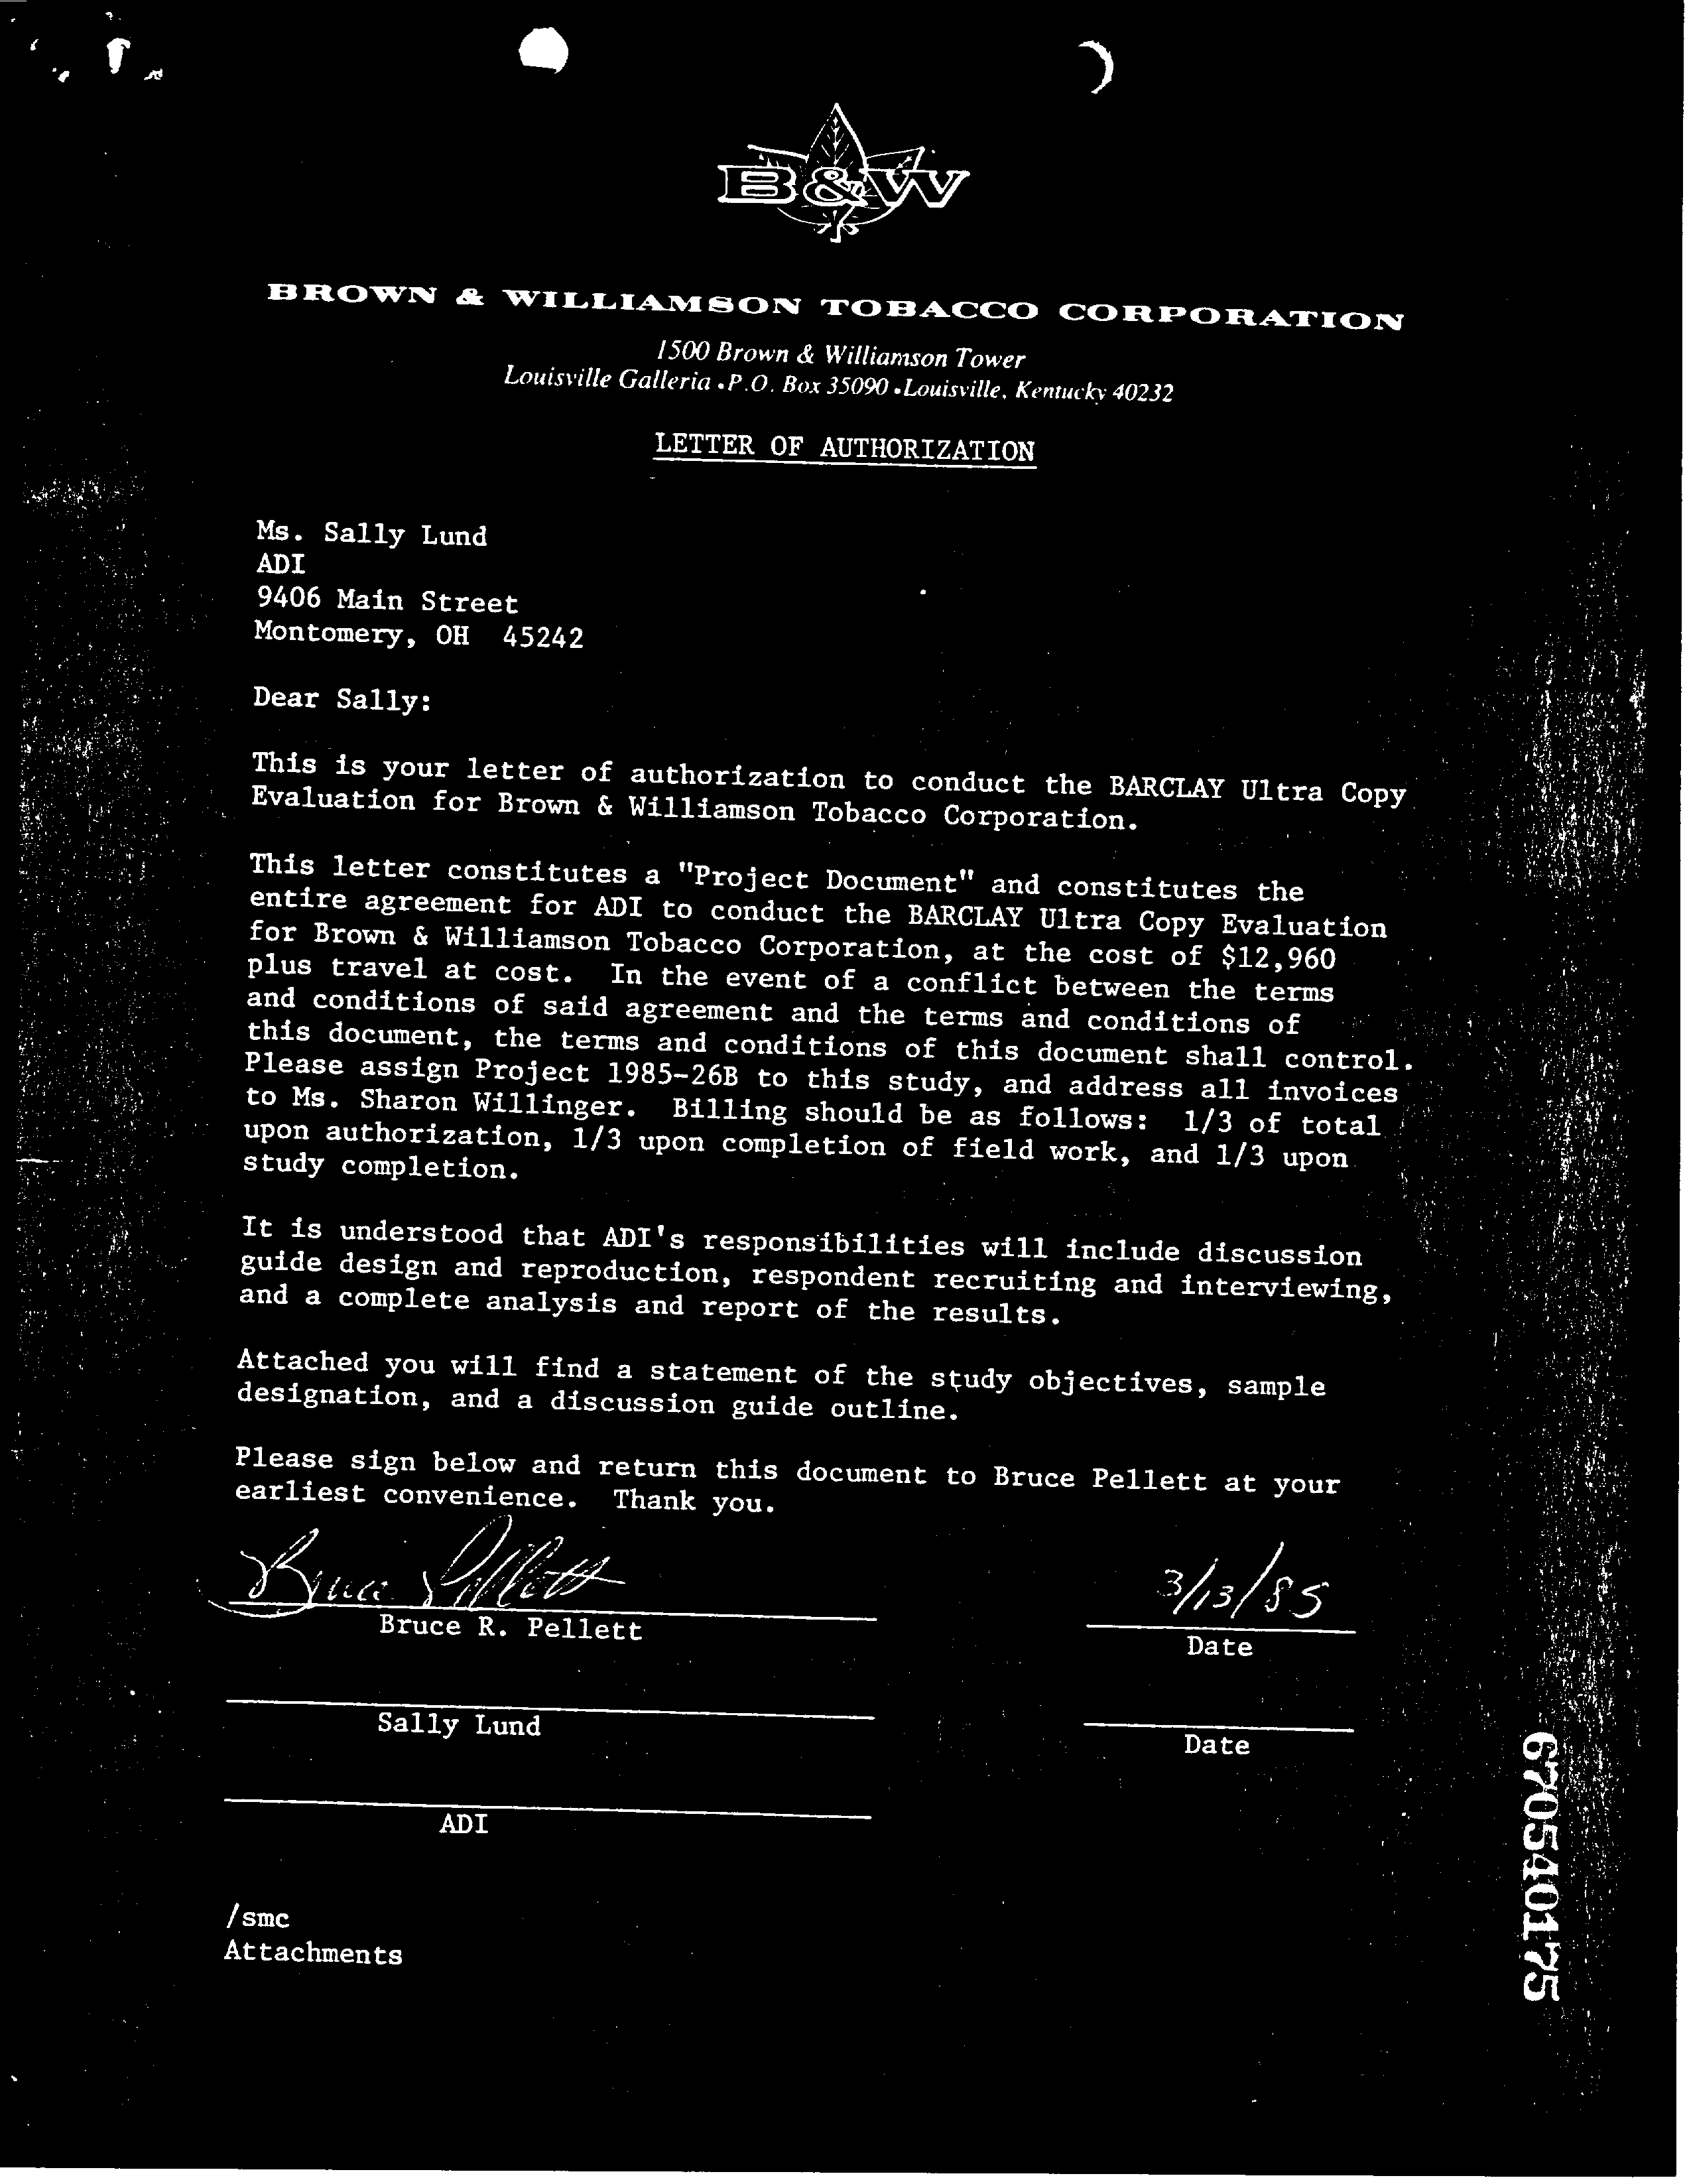 B&W
BROWN & WILLIAMSON TOBACCO CORPORATION
1500 Brown & Williamson Tower
Louisville Galleria • P.O. Box 35090 • Louisville, Kentucky 40232
LETTER OF AUTHORIZATION
Ms. Sally Lund
ADI
9406 Main Street
Montomery, OH 45242
Dear Sally:
This is your letter of authorization to conduct the BARCLAY Ultra Copy
Evaluation for Brown & Williamson Tobacco Corporation.
This letter constitutes a "Project Document" and constitutes the
entire agreement for ADI to conduct the BARCLAY Ultra Copy Evaluation
for Brown & Williamson Tobacco Corporation, at the cost of $12,960
plus travel at cost. In the event of a conflict between the terms
and conditions of said agreement and the terms and conditions of
this document, the terms and conditions of this document shall control.
Please assign Project 1985-26B to this study, and address all invoices
to Ms. Sharon Willinger. Billing should be as follows: 1/3 of total
upon authorization, 1/3 upon completion of field work, and 1/3 upon
study completion.
It is understood that ADI's responsibilities will include discussion
guide design and reproduction, respondent recruiting and interviewing,
and a complete analysis and report of the results.
Attached you will find a statement of the study objectives, sample
designation, and a discussion guide outline.
Please sign below and return this document to Bruce Pellett at your
earliest convenience. Thank you.
Bruce Pellett 3/13/85
Bruce R. Pellett Date
Sally Lund Date
ADI
/smc
Attachments
670540175